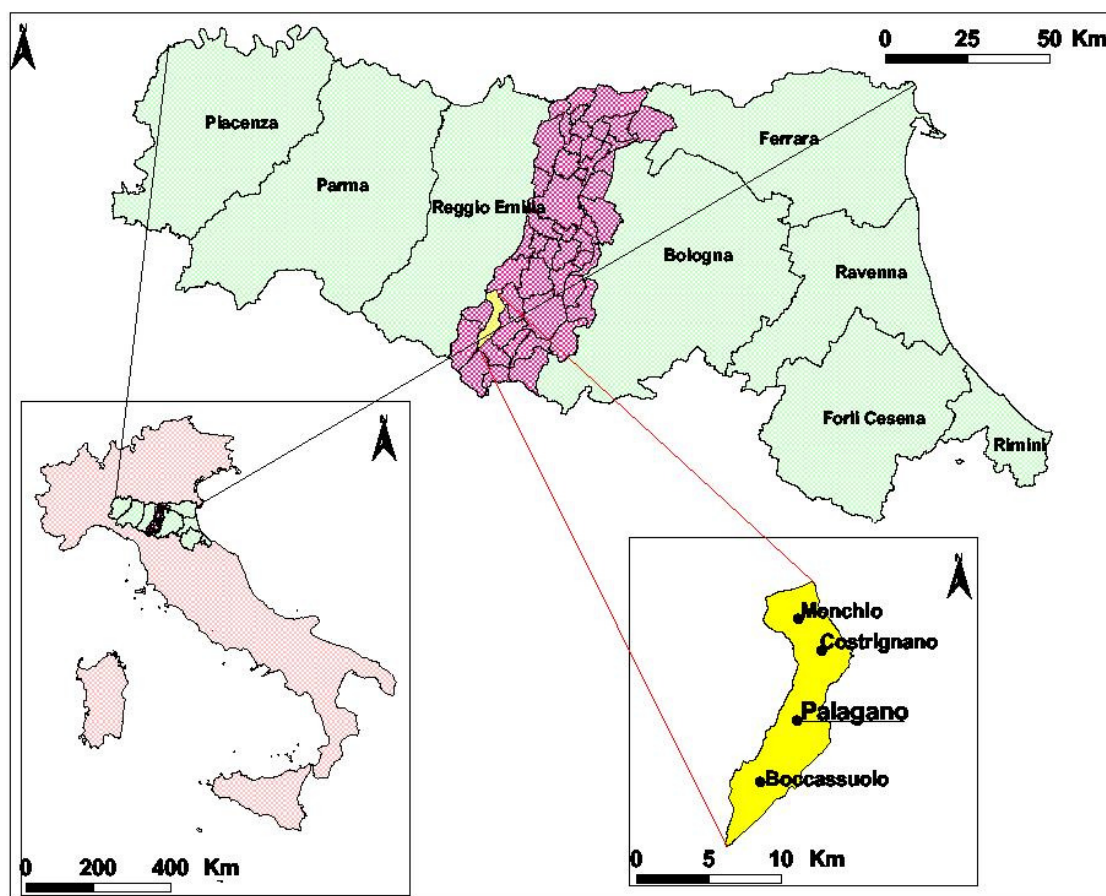 N
0 25 50 Km
Piacenza
Parma
Reggio Emilia
Ferrara
Bologna
Ravenna
Forli Cesena
Rimini
N
0 200 400 Km
N
Monchio
Costrignano
Palagano
Boccassuolo
0 5 10 Km